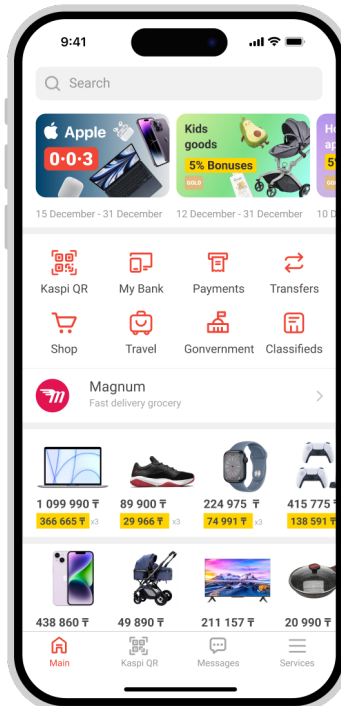 9:41
Search
Apple
0·0·3
Kids
goods
5% Bonuses
GOLD
15 December - 31 December
12 December - 31 December
10 D
Kaspi QR
My Bank
Payments
Transfers
Shop
Travel
Gonvernment
Classifieds
m
Magnum
Fast delivery grocery
1 099 990 ₸
89 900 ₸
224 975 ₸
415 775 ₸
366 665 ₸ x3
29 966 ₸ x3
74 991 ₸ x3
138 591 ₸
438 860 ₸
49 890 ₸
211 157 ₸
20 990 ₸
Main
Kaspi QR
Messages
Services